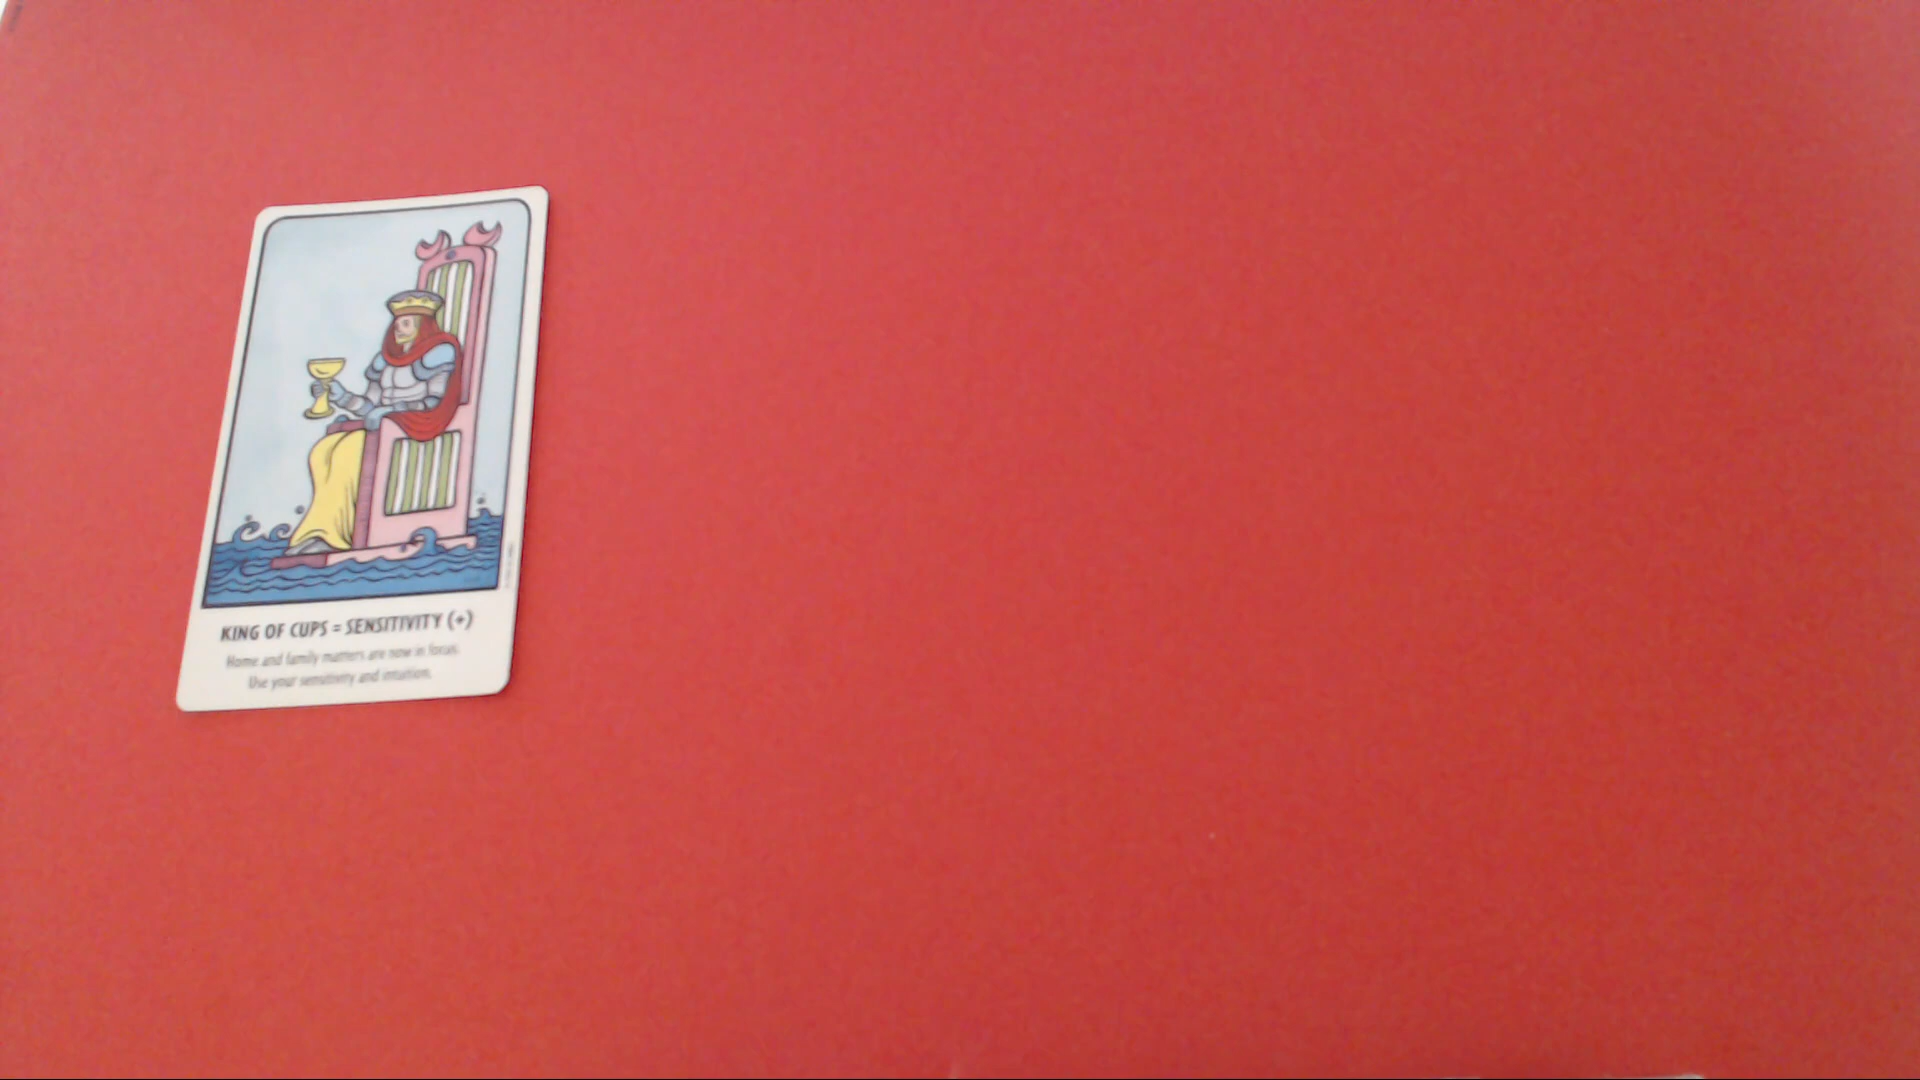 KING OF CUPS = SENSITIVITY (+)
Home and family matters are now in focus.
Use your sensitivity and intuition.